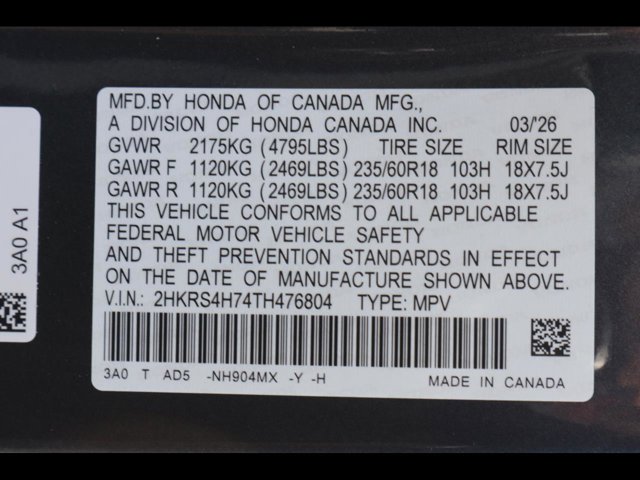 MFD.BY HONDA OF CANADA MFG.,
A DIVISION OF HONDA CANADA INC. 03/'26
GVWR 2175KG (4795LBS) TIRE SIZE RIM SIZE
GAWR F 1120KG (2469LBS) 235/60R18 103H 18X7.5J
GAWR R 1120KG (2469LBS) 235/60R18 103H 18X7.5J
THIS VEHICLE CONFORMS TO ALL APPLICABLE
FEDERAL MOTOR VEHICLE SAFETY
AND THEFT PREVENTION STANDARDS IN EFFECT
ON THE DATE OF MANUFACTURE SHOWN ABOVE.
V.I.N.: 2HKRS4H74TH476804 TYPE: MPV
3A0 T AD5 -NH904MX -Y -H MADE IN CANADA
3A0 A1